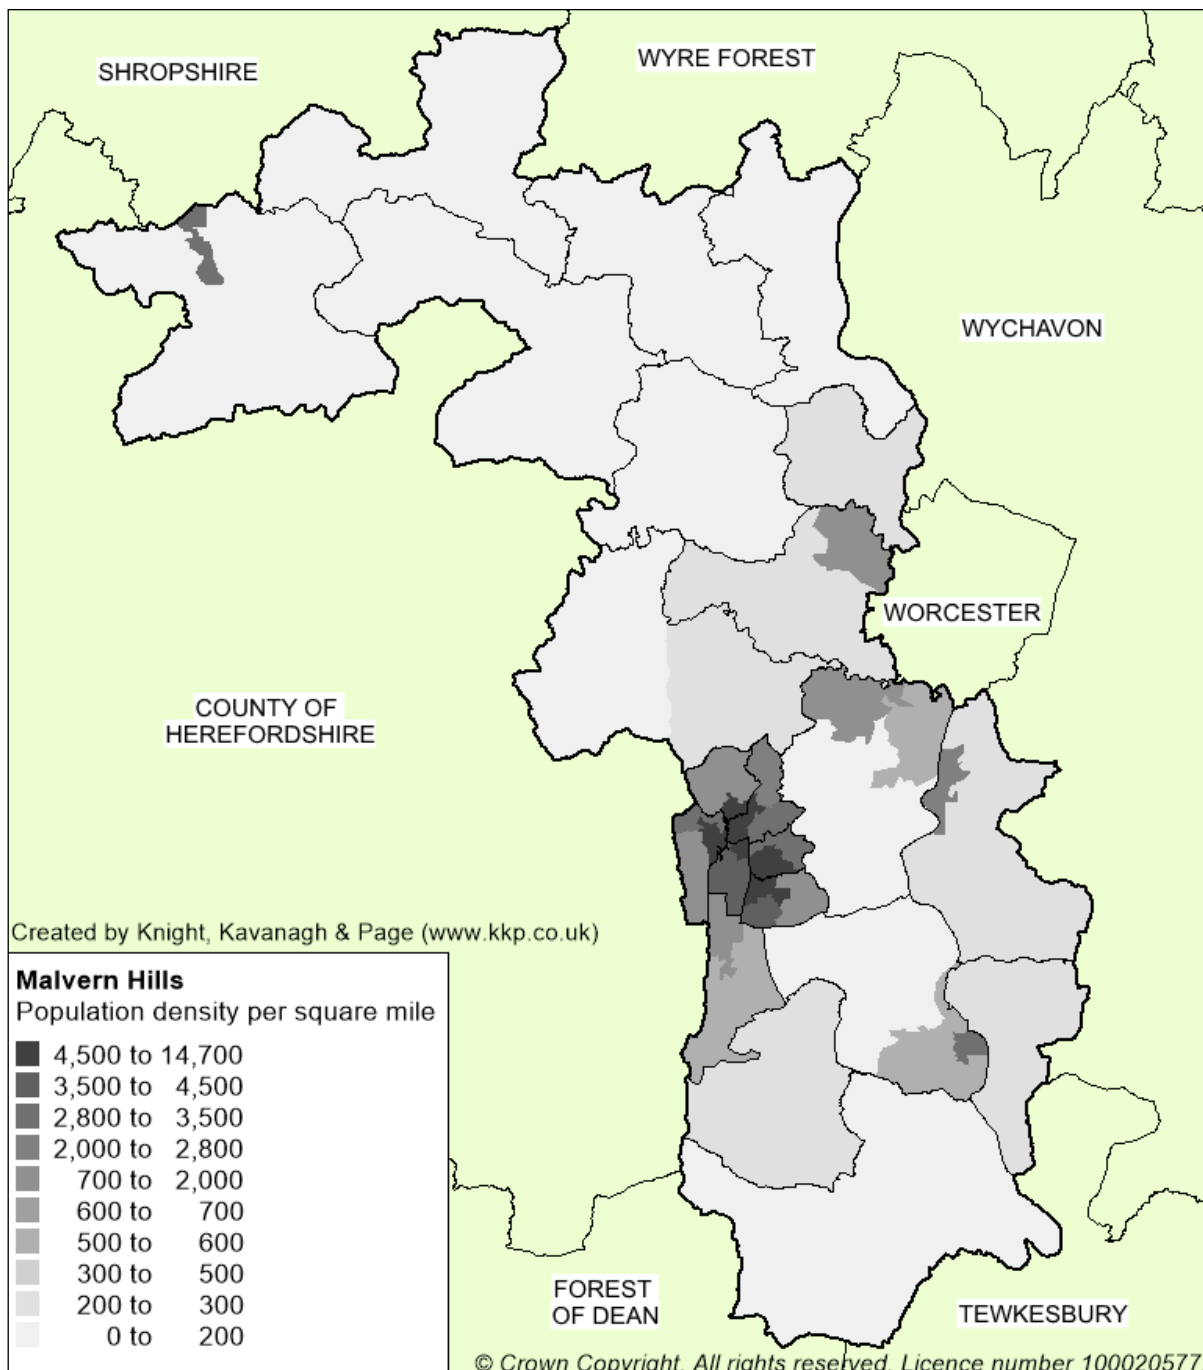 SHROPSHIRE
WYRE FOREST
WYCHAVON
WORCESTER
COUNTY OF
HEREFORDSHIRE
Created by Knight, Kavanagh & Page (www.kkp.co.uk)
Malvern Hills
Population density per square mile
4,500 to 14,700
3,500 to 4,500
2,800 to 3,500
2,000 to 2,800
700 to 2,000
600 to 700
500 to 600
300 to 500
200 to 300
0 to 200
FOREST
OF DEAN
TEWKESBURY
© Crown Copyright. All rights reserved. Licence number 100020577